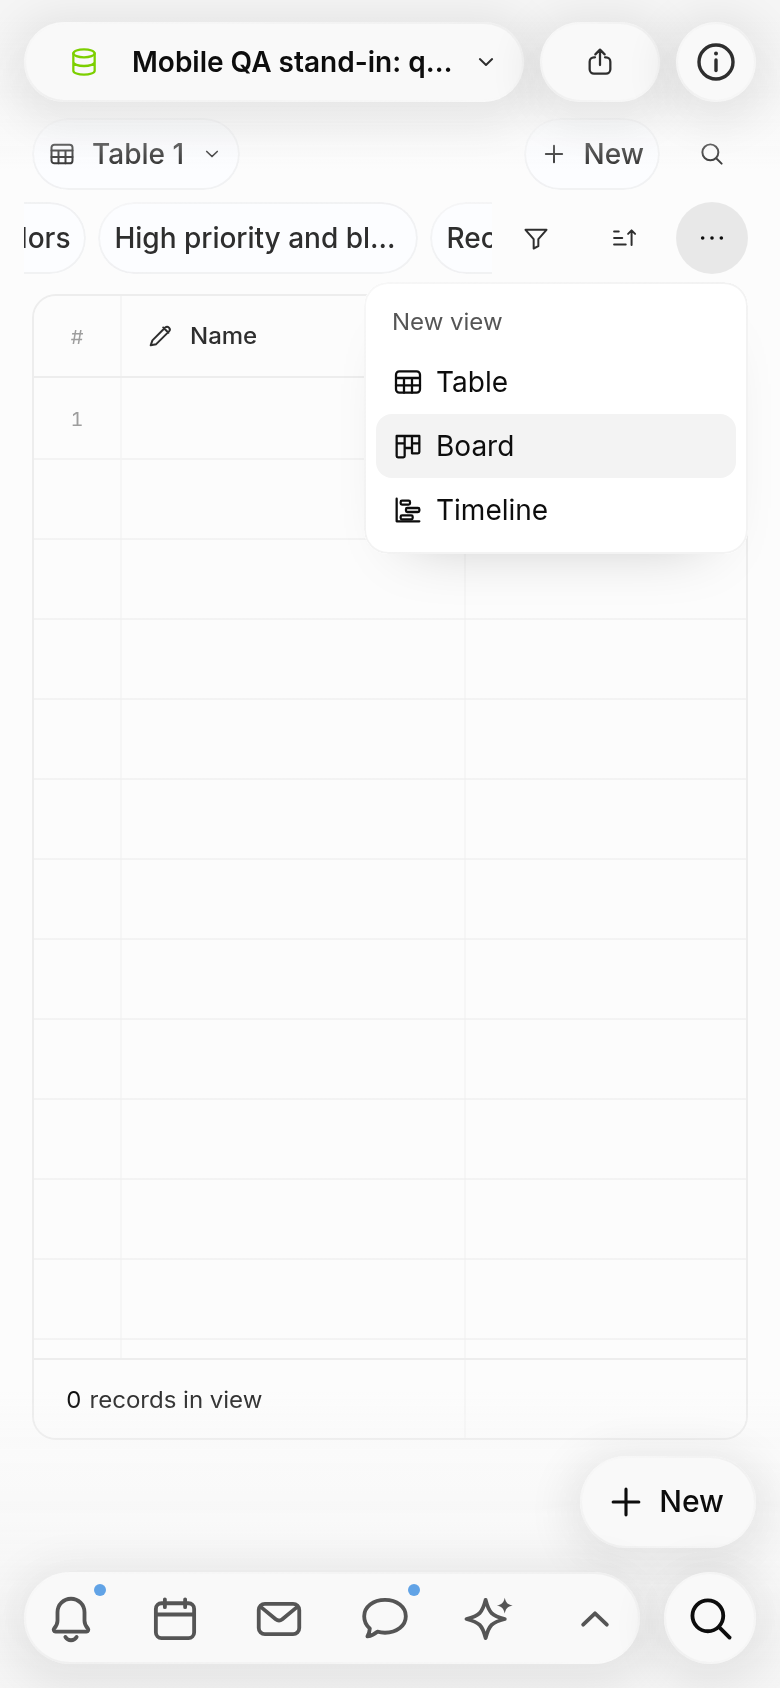 Mobile QA stand-in: q...
Table 1
New
lors
High priority and bl...
Rec
New view
Table
Board
Timeline
#
Name
1
0 records in view
New